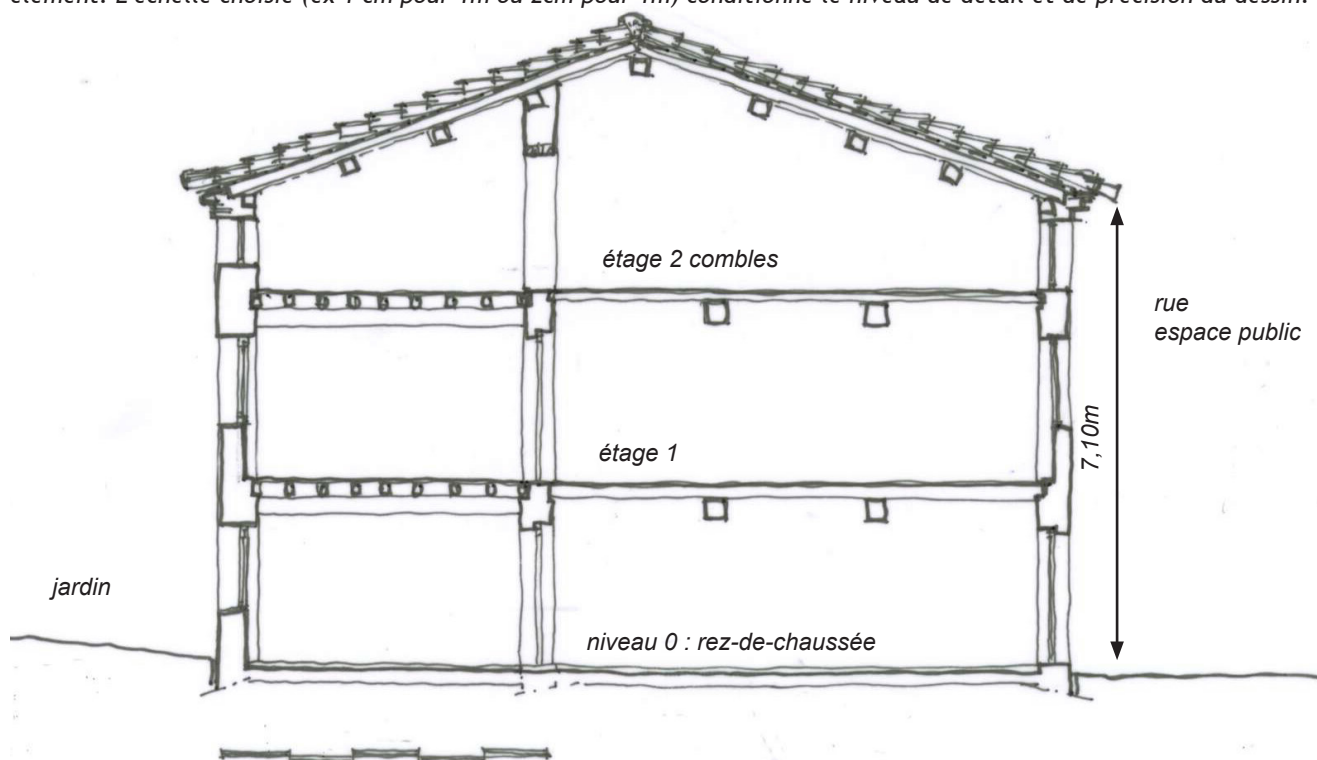 élément. L'échelle choisie (ex 1 cm pour 1m ou 2cm pour 1m) conditionne le niveau de détail et de précision du dessin.
étage 2 combles
rue
espace public
7,10m
étage 1
jardin
niveau 0 : rez-de-chaussée